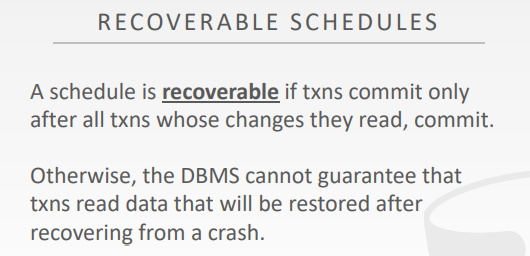 RECOVERABLE SCHEDULES
A schedule is recoverable if txns commit only
after all txns whose changes they read, commit.
Otherwise, the DBMS cannot guarantee that
txns read data that will be restored after
recovering from a crash.